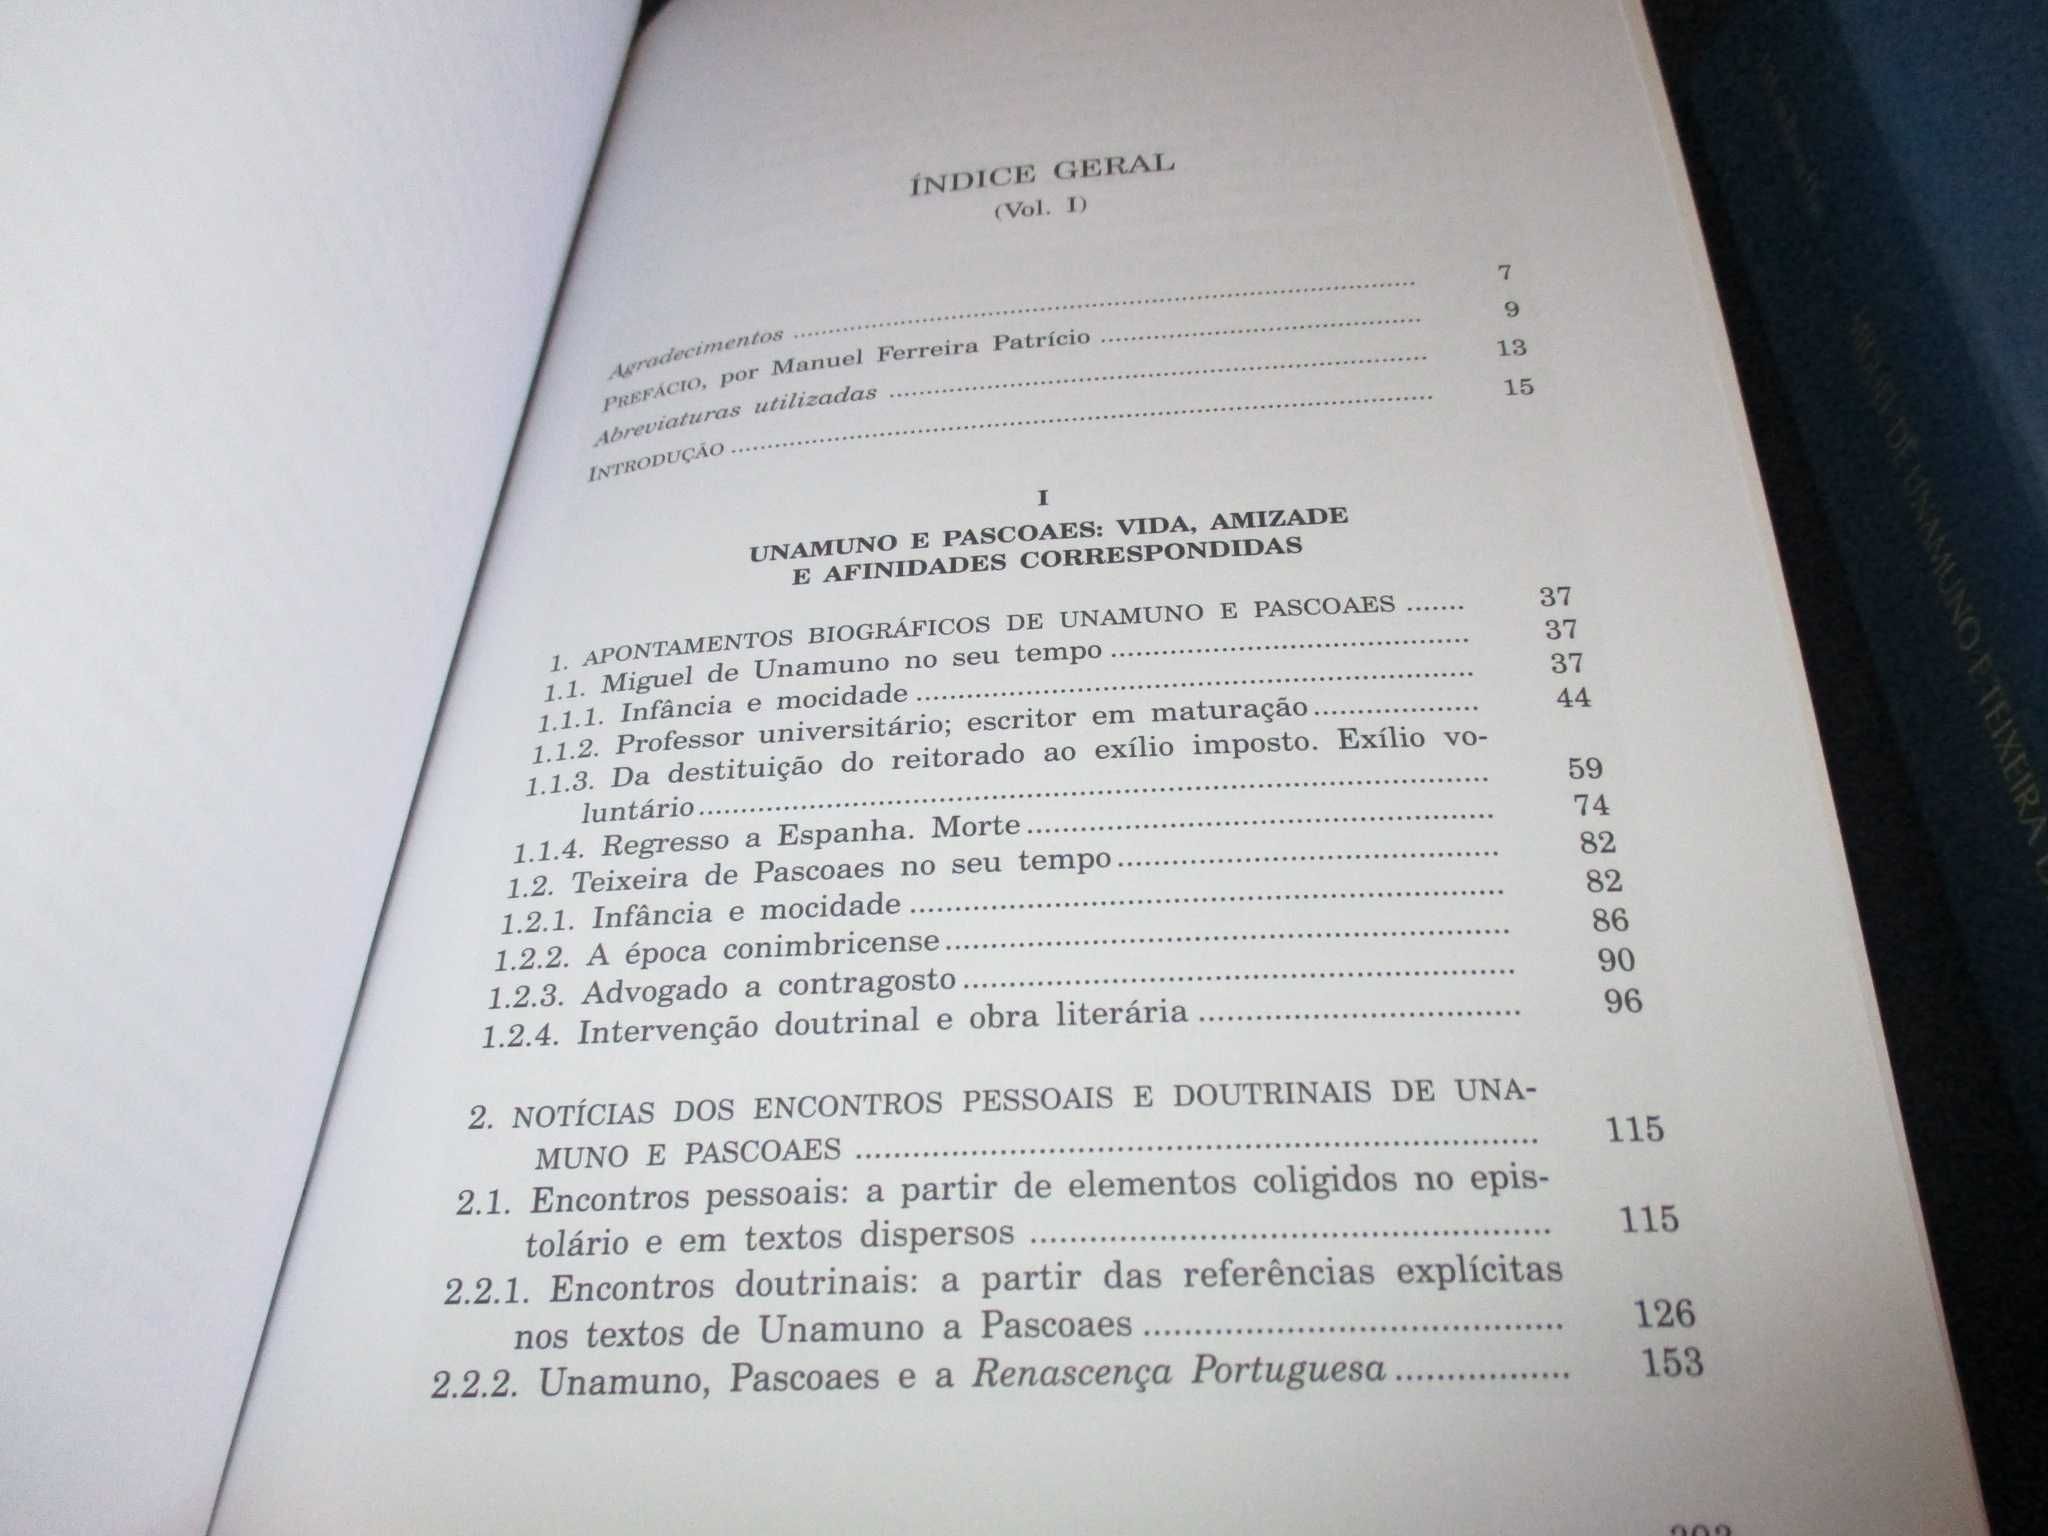 ÍNDICE GERAL
(Vol. I)
Agradecimentos ........ 7
PREFÁCIO, por Manuel Ferreira Patrício ........ 9
Abreviaturas utilizadas ........ 13
INTRODUÇÃO ........ 15
I
UNAMUNO E PASCOAES: VIDA, AMIZADE
E AFINIDADES CORRESPONDIDAS
1. APONTAMENTOS BIOGRÁFICOS DE UNAMUNO E PASCOAES ....... 37
1.1. Miguel de Unamuno no seu tempo ........ 37
1.1.1. Infância e mocidade ........ 37
1.1.2. Professor universitário; escritor em maturação ........ 44
1.1.3. Da destituição do reitorado ao exílio imposto. Exílio vo-
luntário ........ 59
1.1.4. Regresso a Espanha. Morte ........ 74
1.2. Teixeira de Pascoaes no seu tempo ........ 82
1.2.1. Infância e mocidade ........ 82
1.2.2. A época conimbricense ........ 86
1.2.3. Advogado a contragosto ........ 90
1.2.4. Intervenção doutrinal e obra literária ........ 96
2. NOTÍCIAS DOS ENCONTROS PESSOAIS E DOUTRINAIS DE UNA-
MUNO E PASCOAES ........ 115
2.1. Encontros pessoais: a partir de elementos coligidos no epis-
tolário e em textos dispersos ........ 115
2.2.1. Encontros doutrinais: a partir das referências explícitas
nos textos de Unamuno a Pascoaes ........ 126
2.2.2. Unamuno, Pascoaes e a Renascença Portuguesa ........ 153
DE UNAMUNO E TEIXEIRA